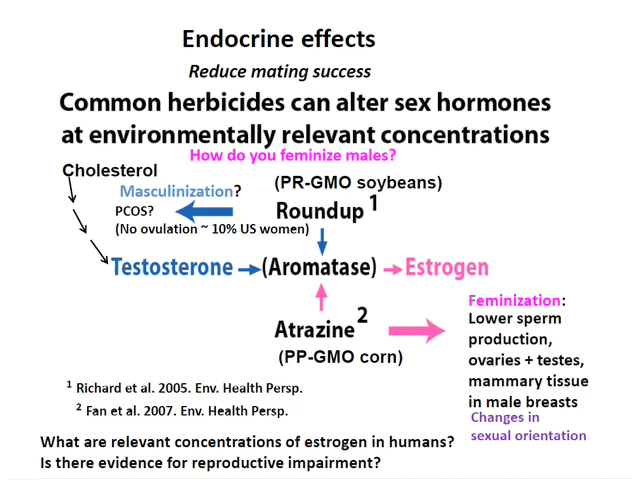 Endocrine effects
Reduce mating success
Common herbicides can alter sex hormones
at environmentally relevant concentrations
How do you feminize males?
Cholesterol
(PR-GMO soybeans)
Masculinization?
PCOS?
Roundup 1
(No ovulation ~ 10% US women)
Testosterone (Aromatase) Estrogen
Feminization:
Lower sperm
production,
ovaries + testes,
mammary tissue
in male breasts
Changes in
sexual orientation
Atrazine 2
(PP-GMO corn)
1 Richard et al. 2005. Env. Health Persp.
2 Fan et al. 2007. Env. Health Persp.
What are relevant concentrations of estrogen in humans?
Is there evidence for reproductive impairment?